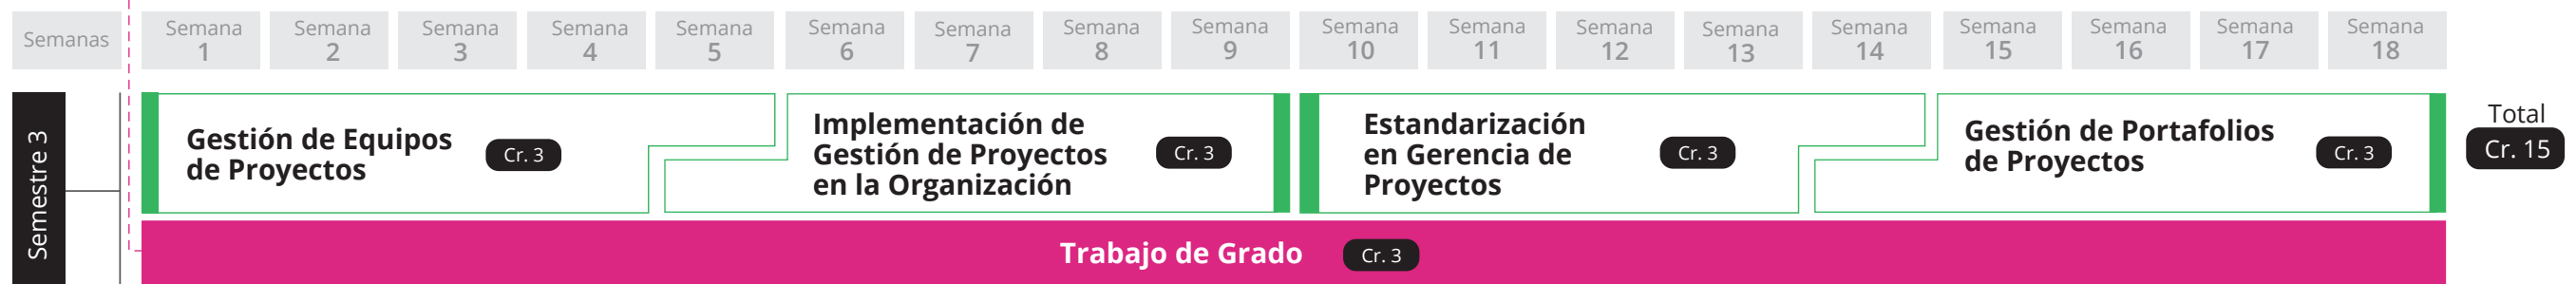 Semanas
Semana
1
Semana
2
Semana
3
Semana
4
Semana
5
Semana
6
Semana
7
Semana
8
Semana
9
Semana
10
Semana
11
Semana
12
Semana
13
Semana
14
Semana
15
Semana
16
Semana
17
Semana
18
Semestre 3
Gestión de Equipos
de Proyectos
Cr. 3
Implementación de
Gestión de Proyectos
en la Organización
Cr. 3
Estandarización
en Gerencia de
Proyectos
Cr. 3
Gestión de Portafolios
de Proyectos
Cr. 3
Total
Cr. 15
Trabajo de Grado
Cr. 3